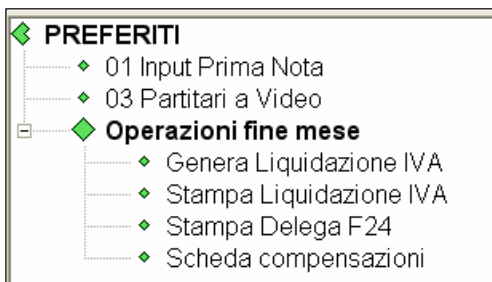 PREFERITI
01 Input Prima Nota
03 Partitari a Video
Operazioni fine mese
Genera Liquidazione IVA
Stampa Liquidazione IVA
Stampa Delega F24
Scheda compensazioni